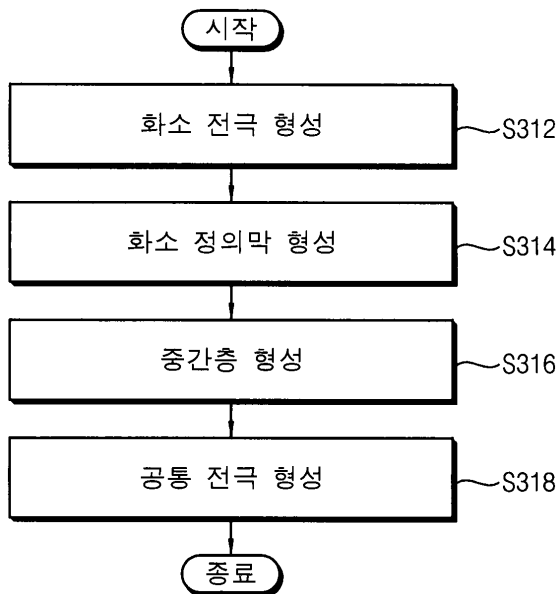 시작
화소 전극 형성
S312
화소 정의막 형성
S314
중간층 형성
S316
공통 전극 형성
S318
종료